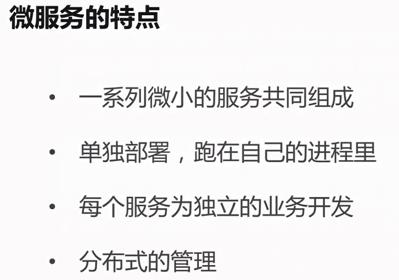 微服务的特点
• 一系列微小的服务共同组成
• 单独部署，跑在自己的进程里
• 每个服务为独立的业务开发
• 分布式的管理